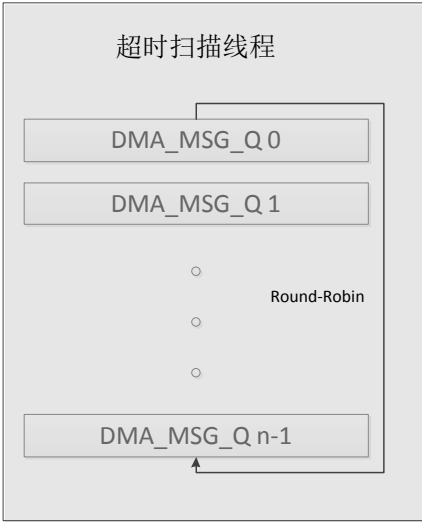 超时扫描线程
DMA_MSG_Q 0
DMA_MSG_Q 1
Round-Robin
DMA_MSG_Q n-1